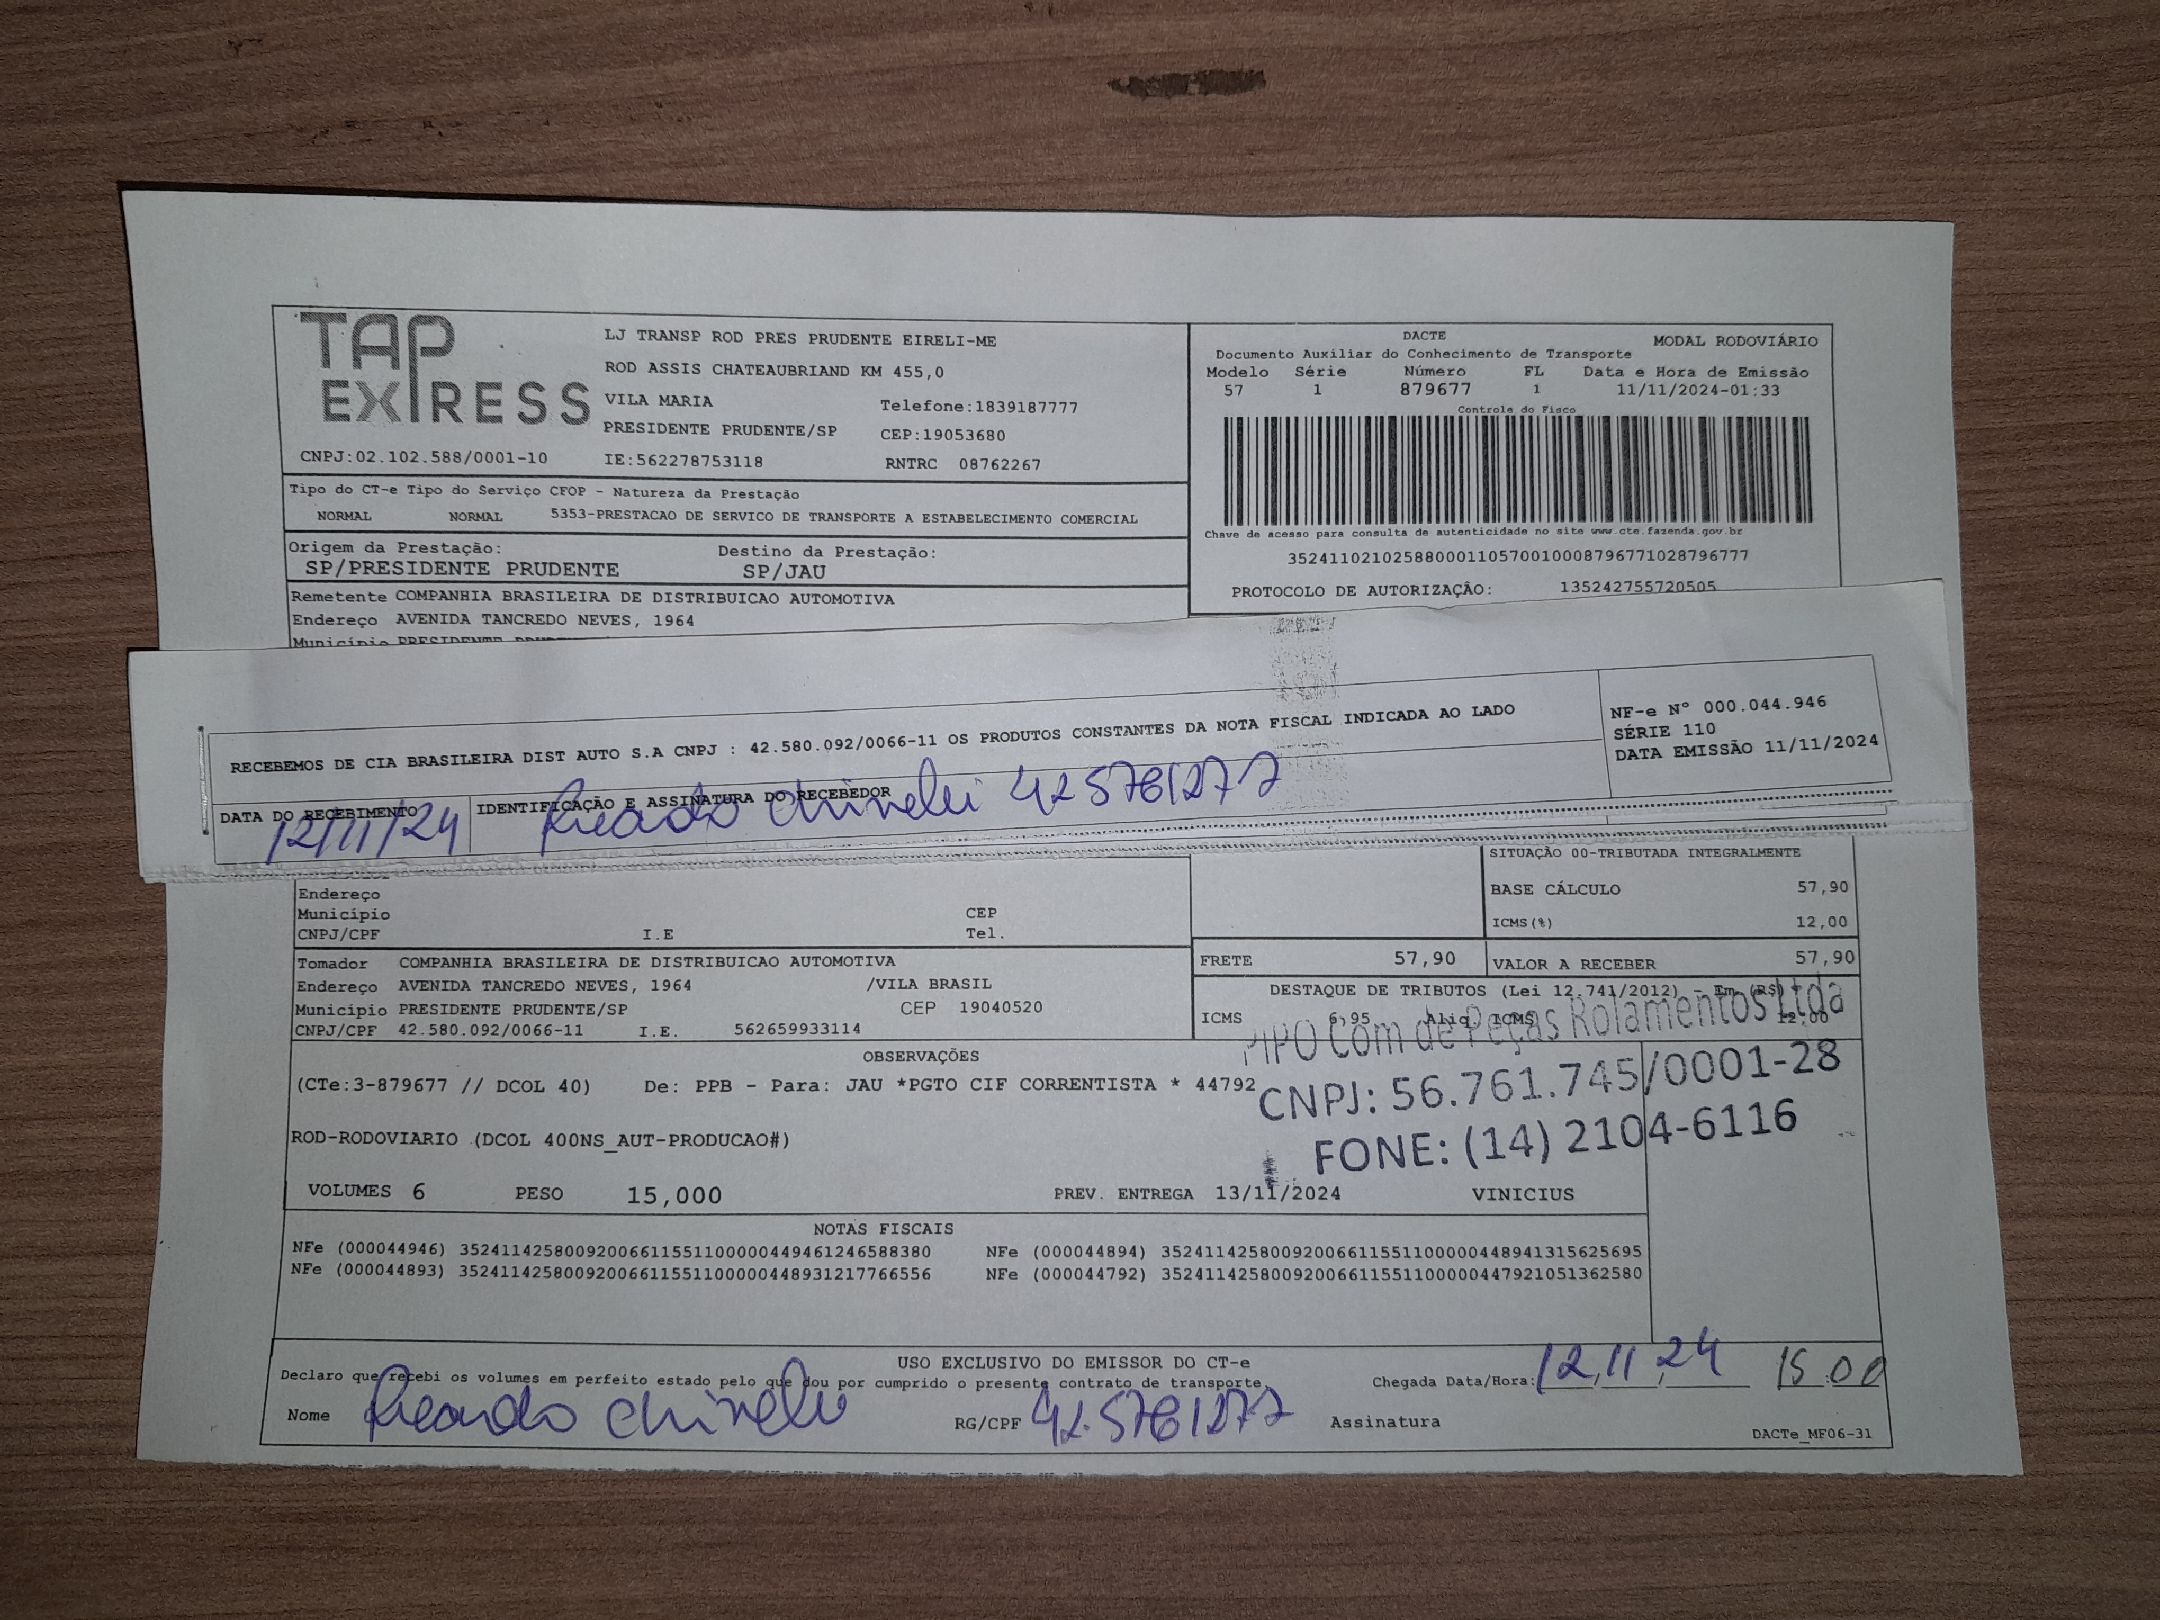 TAP EXPRESS
LJ TRANSP ROD PRES PRUDENTE EIRELI-ME
ROD ASSIS CHATEAUBRIAND KM 455,0
VILA MARIA Telefone:1839187777
PRESIDENTE PRUDENTE/SP CEP:19053680
CNPJ:02.102.588/0001-10 IE:562278753118 RNTRC 08762267
DACTE MODAL RODOVIÁRIO
Documento Auxiliar do Conhecimento de Transporte
Modelo Série Número FL Data e Hora de Emissão
57 1 879677 1 11/11/2024-01:33
Controle do Fisco
Chave de acesso para consulta de autenticidade no site www.cte.fazenda.gov.br
35241102102588000110570010008796771028796777
PROTOCOLO DE AUTORIZAÇÂO: 135242755720505
Tipo do CT-e Tipo do Serviço CFOP - Natureza da Prestação
NORMAL NORMAL 5353-PRESTACAO DE SERVICO DE TRANSPORTE A ESTABELECIMENTO COMERCIAL
Origem da Prestação: Destino da Prestação:
SP/PRESIDENTE PRUDENTE SP/JAU
Remetente COMPANHIA BRASILEIRA DE DISTRIBUICAO AUTOMOTIVA
Endereço AVENIDA TANCREDO NEVES, 1964
Município PRESIDENTE
RECEBEMOS DE CIA BRASILEIRA DIST AUTO S.A CNPJ : 42.580.092/0066-11 OS PRODUTOS CONSTANTES DA NOTA FISCAL INDICADA AO LADO
NF-e Nº 000.044.946
SÉRIE 110
DATA EMISSÃO 11/11/2024
DATA DO RECEBIMENTO IDENTIFICAÇÃO E ASSINATURA DO RECEBEDOR
12/11/24 Ricardo Chinelli 425761277
SITUAÇÃO 00-TRIBUTADA INTEGRALMENTE
BASE CÁLCULO 57,90
ICMS(%) 12,00
Endereço
Município CEP
CNPJ/CPF I.E Tel.
FRETE 57,90 VALOR A RECEBER 57,90
Tomador COMPANHIA BRASILEIRA DE DISTRIBUICAO AUTOMOTIVA
Endereço AVENIDA TANCREDO NEVES, 1964 /VILA BRASIL
Município PRESIDENTE PRUDENTE/SP CEP 19040520
CNPJ/CPF 42.580.092/0066-11 I.E. 562659933114
DESTAQUE DE TRIBUTOS (Lei 12.741/2012) - Em (R$)
ICMS 6,95 Aliq ICMS 12,00
PIPO Com de Peças Rolamentos Ltda
CNPJ: 56.761.745/0001-28
FONE: (14) 2104-6116
OBSERVAÇÕES
(CTe:3-879677 // DCOL 40) De: PPB - Para: JAU *PGTO CIF CORRENTISTA * 44792
ROD-RODOVIARIO (DCOL 400NS_AUT-PRODUCAO#)
VOLUMES 6 PESO 15,000 PREV. ENTREGA 13/11/2024 VINICIUS
NOTAS FISCAIS
NFe (000044946) 35241142580092006611551100000449461246588380 NFe (000044894) 35241142580092006611551100000448941315625695
NFe (000044893) 35241142580092006611551100000448931217766556 NFe (000044792) 35241142580092006611551100000447921051362580
USO EXCLUSIVO DO EMISSOR DO CT-e
Declaro que recebi os volumes em perfeito estado pelo que dou por cumprido o presente contrato de transporte. Chegada Data/Hora: 12,11,24 15:00
Nome Ricardo Chinelli RG/CPF 42.5761277 Assinatura
DACTe_MF06-31